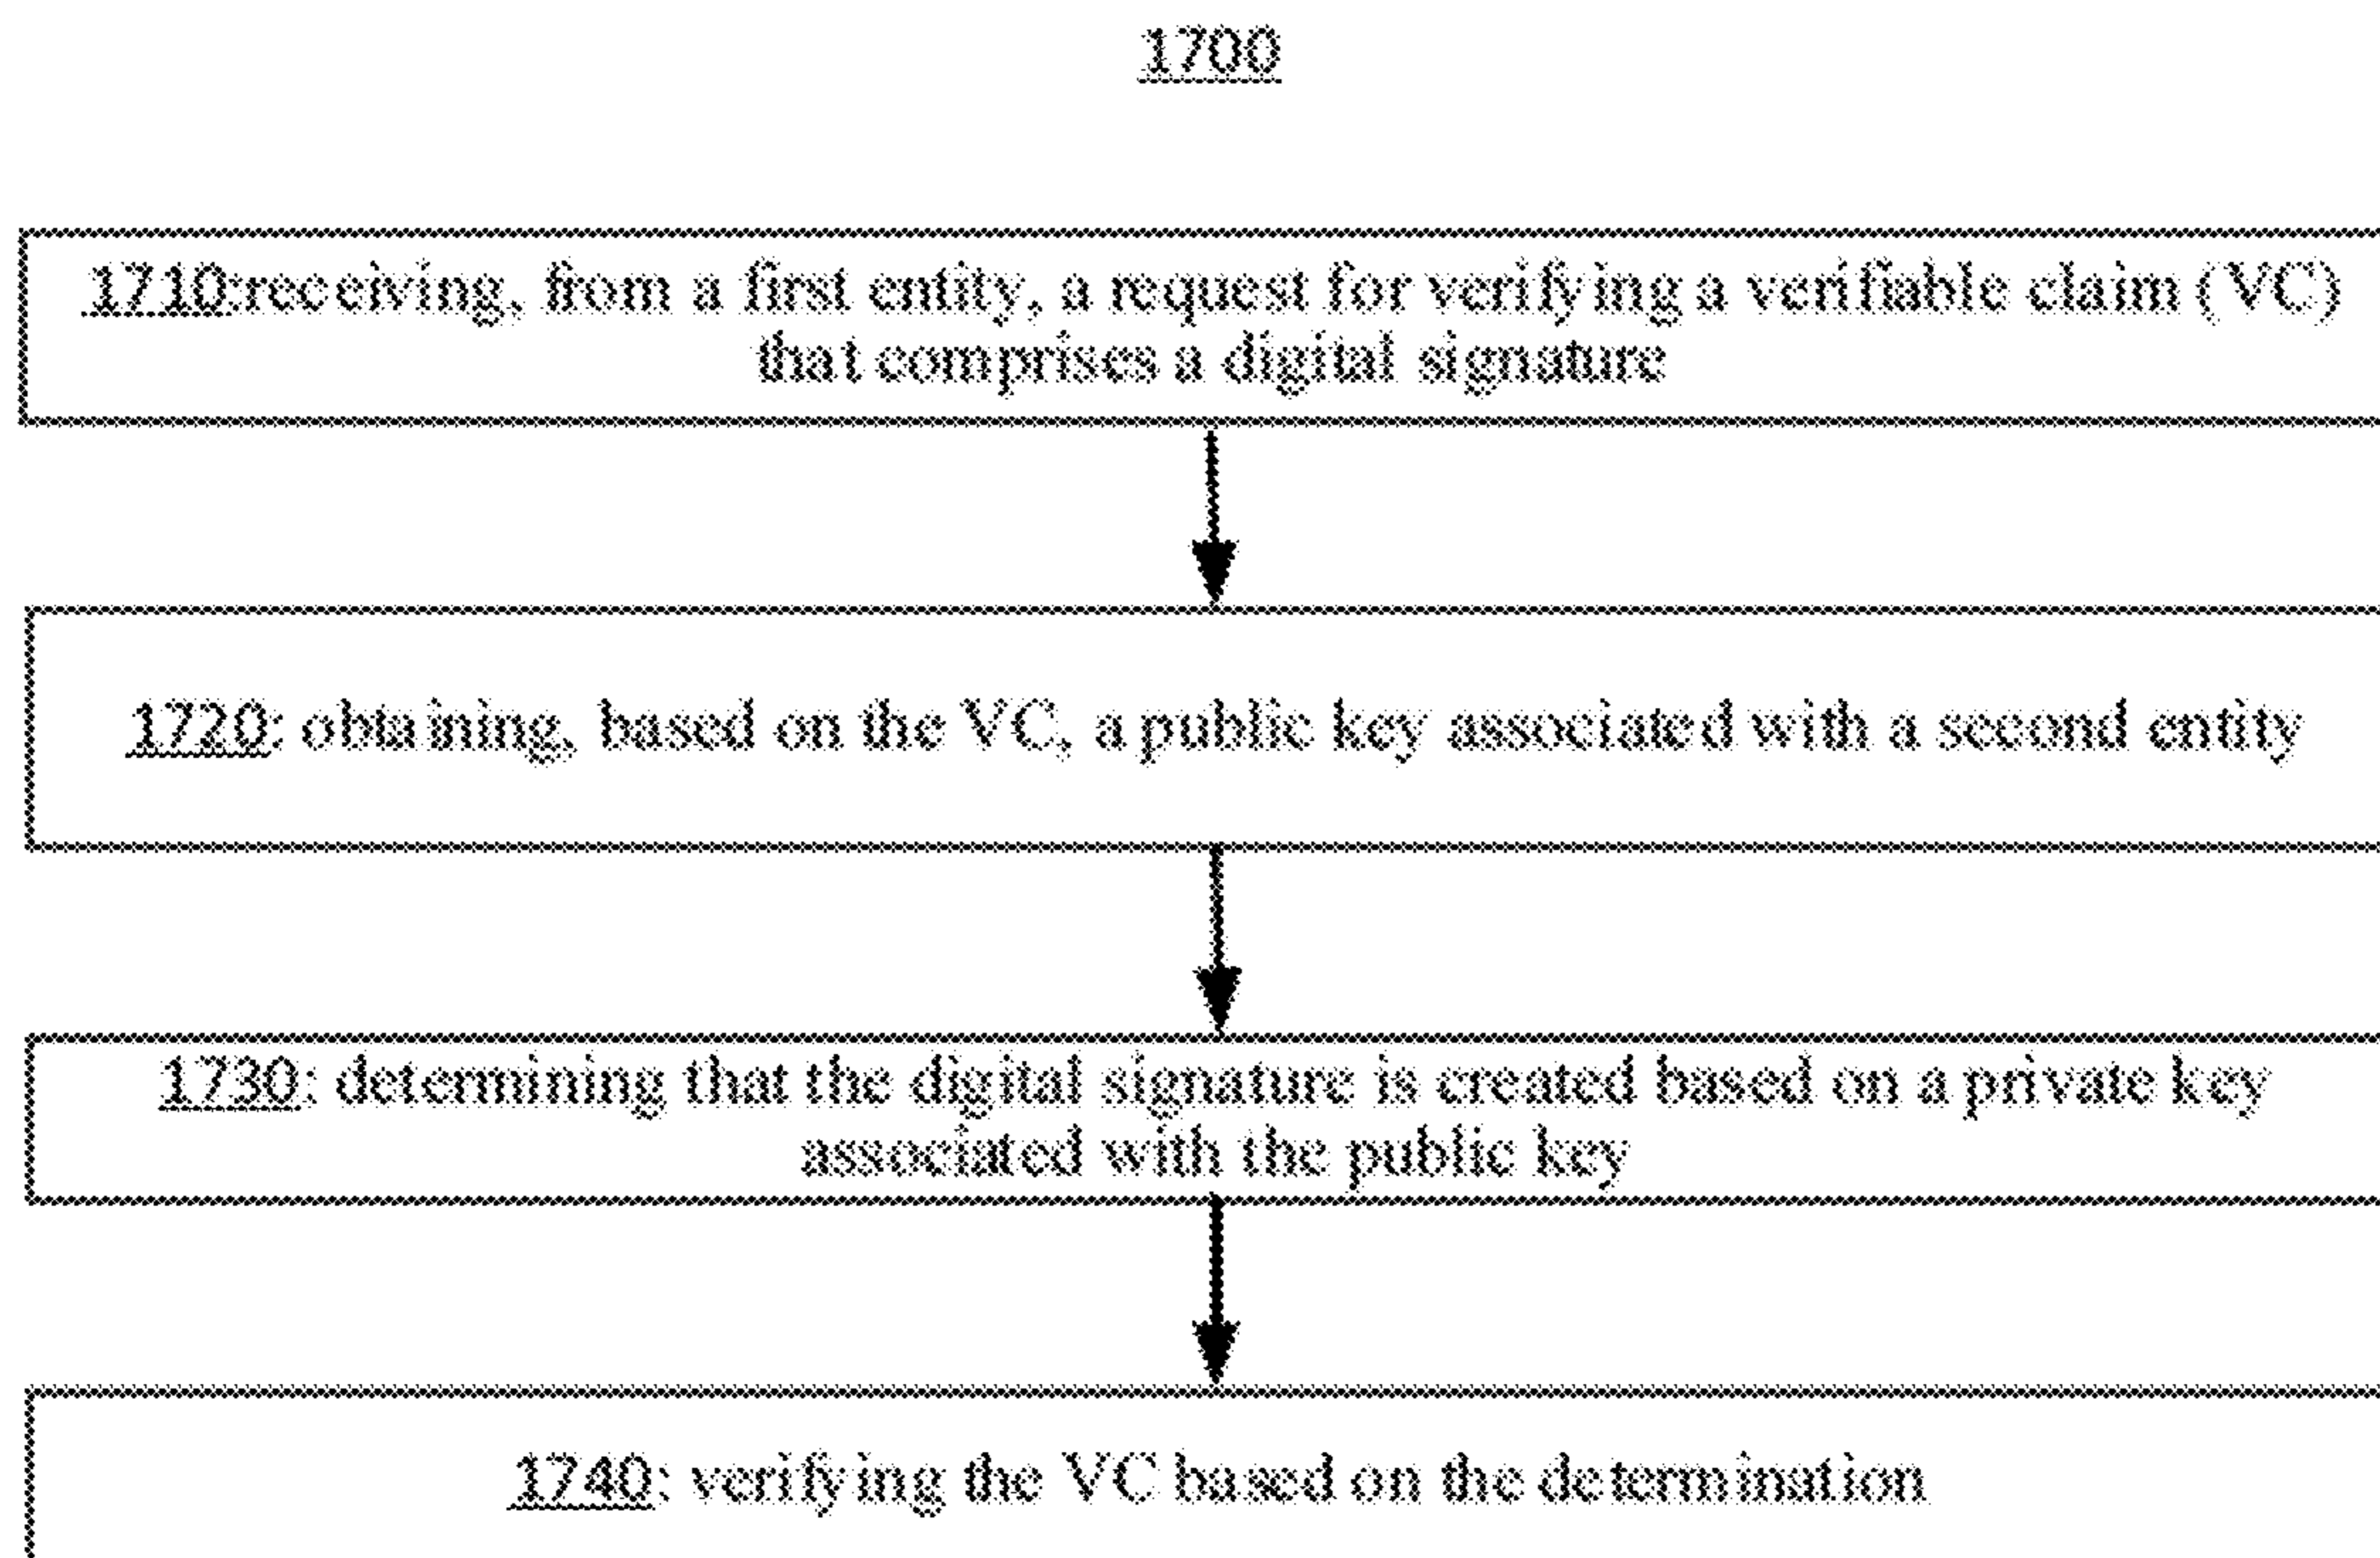 1700
1710:receiving, from a first entity, a request for verifying a verifiable claim (VC)
that comprises a digital signature
1720: obtaining, based on the VC, a public key associated with a second entity
1730: determining that the digital signature is created based on a private key
associated with the public key
1740: verifying the VC based on the determination